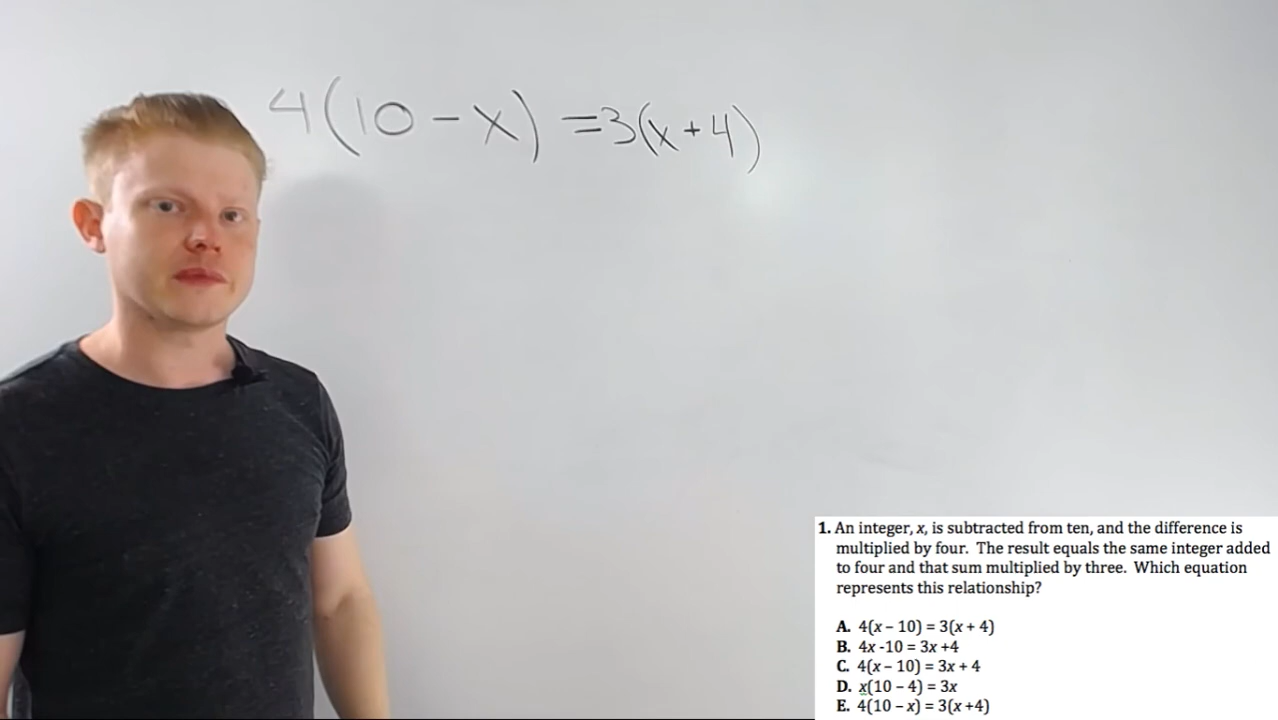 4(10 - x) = 3(x + 4)
1. An integer, x, is subtracted from ten, and the difference is
multiplied by four. The result equals the same integer added
to four and that sum multiplied by three. Which equation
represents this relationship?
A. 4(x – 10) = 3(x + 4)
B. 4x -10 = 3x +4
C. 4(x – 10) = 3x + 4
D. x(10 – 4) = 3x
E. 4(10 – x) = 3(x +4)